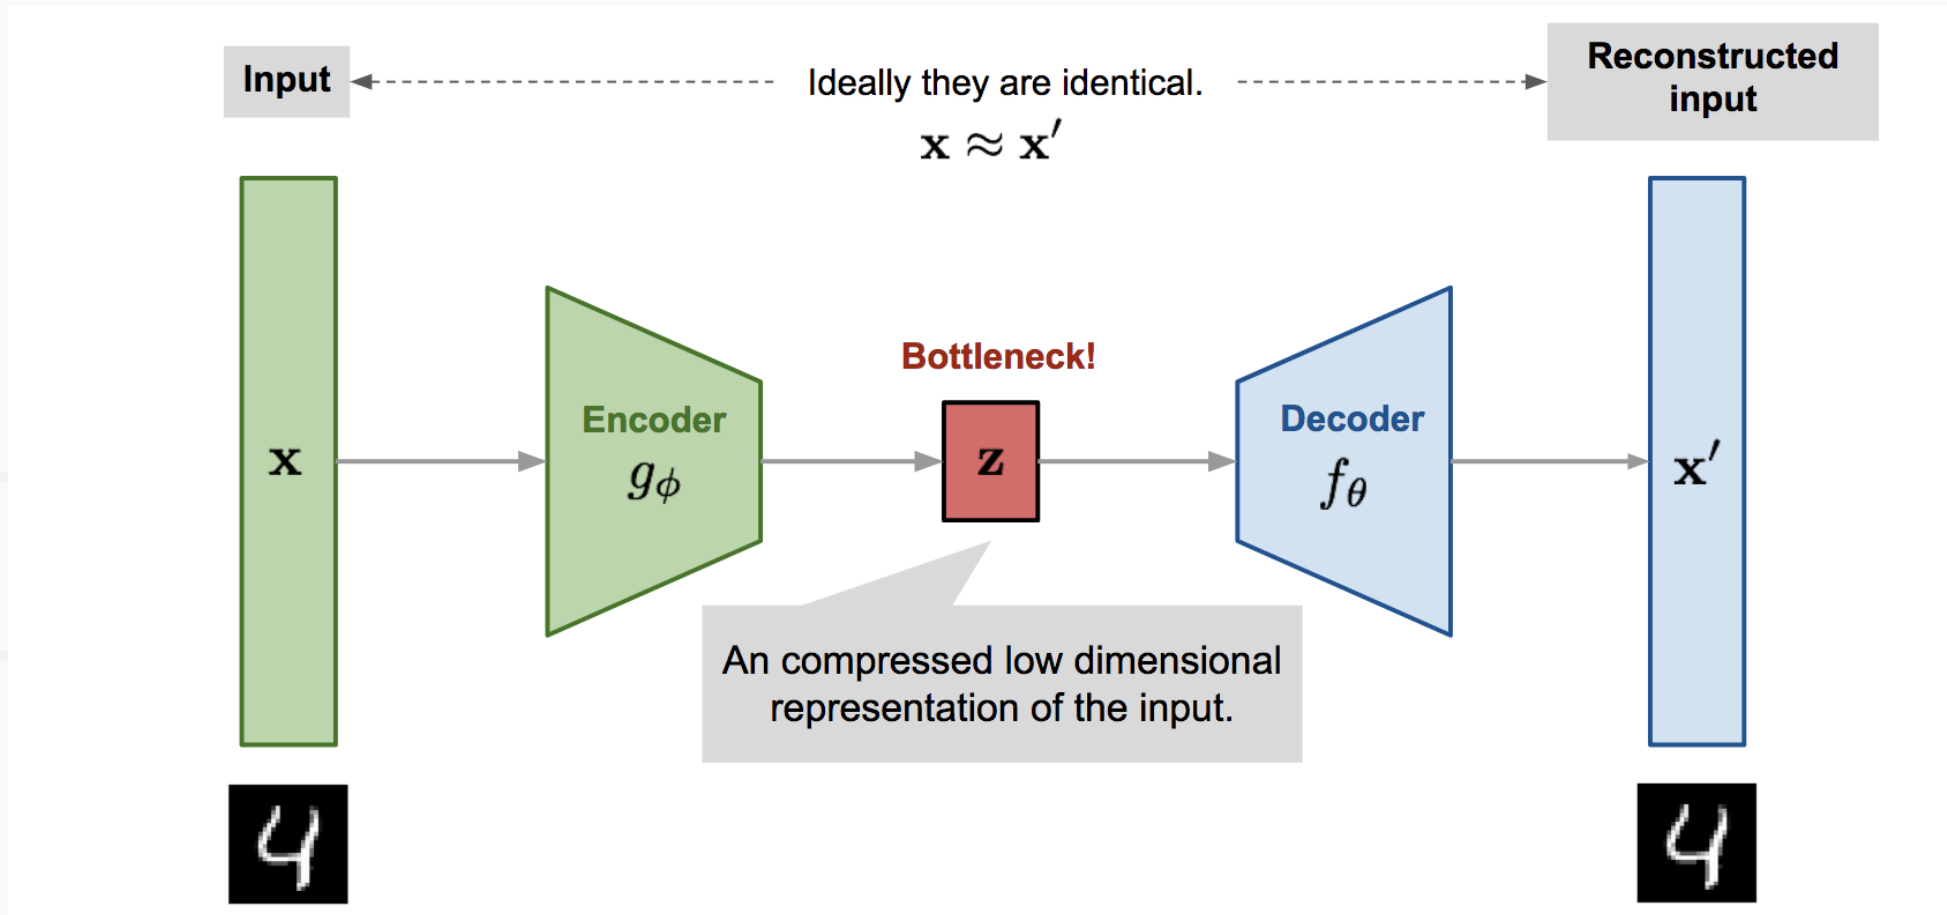 Input
Ideally they are identical.
Reconstructed
input
x ≈ x′
Bottleneck!
Encoder
Decoder
x
gϕ
z
fθ
x′
An compressed low dimensional
representation of the input.
4
4